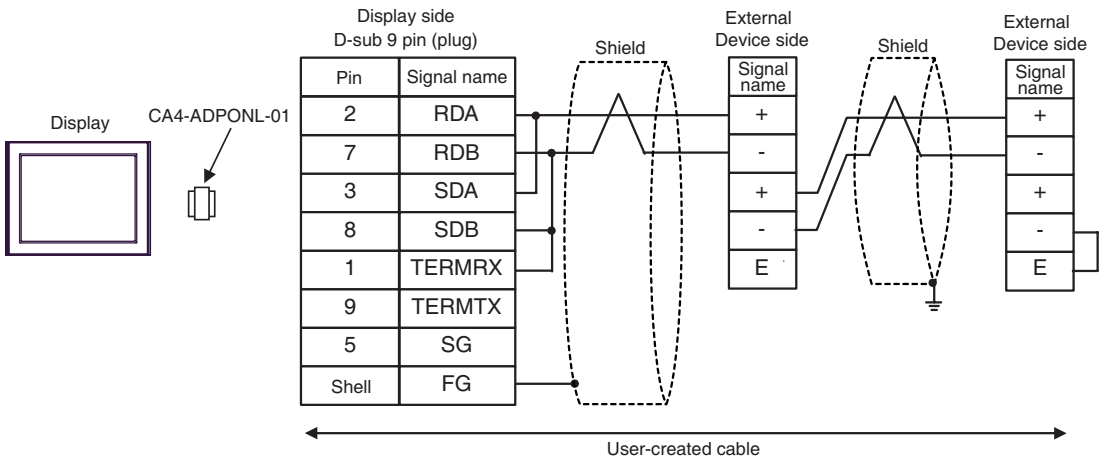 Display side
D-sub 9 pin (plug)
External
Device side
External
Device side
Shield
Shield
Display
CA4-ADPONL-01
Pin Signal name
2 RDA
7 RDB
3 SDA
8 SDB
1 TERMRX
9 TERMTX
5 SG
Shell FG
Signal
name
+
-
+
-
E
Signal
name
+
-
+
-
E
User-created cable